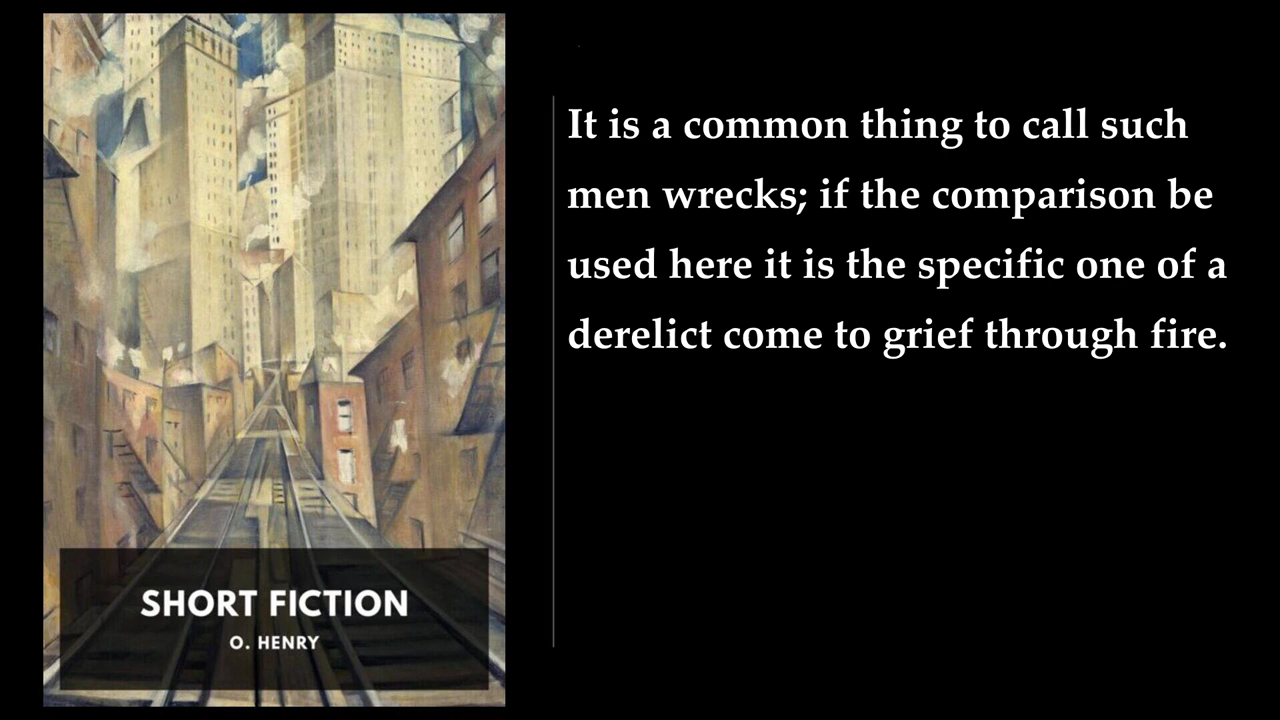 SHORT FICTION
O. HENRY
It is a common thing to call such
men wrecks; if the comparison be
used here it is the specific one of a
derelict come to grief through fire.